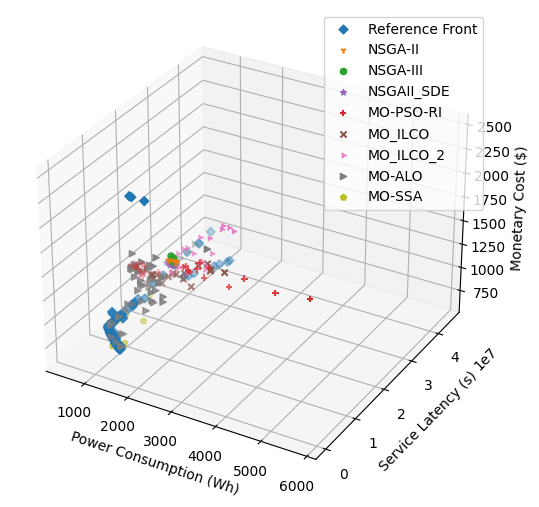 Reference Front
NSGA-II
NSGA-III
NSGAII_SDE
MO-PSO-RI
MO_ILCO
MO_ILCO_2
MO-ALO
MO-SSA
2500
2250
2000
1750
1500
1250
1000
750
Monetary Cost ($)
1000
2000
3000
4000
5000
6000
Power Consumption (Wh)
0
1
2
3
4
Service Latency (s) 1e7